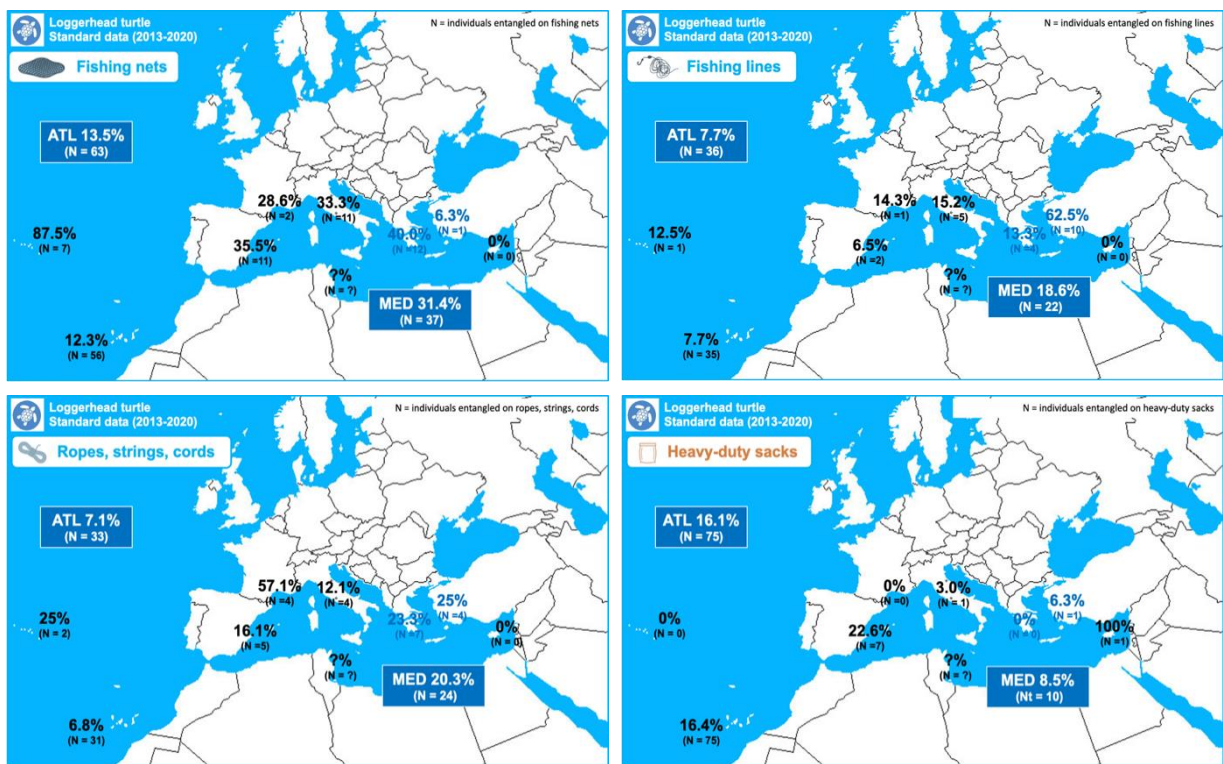 Loggerhead turtle
Standard data (2013-2020)
N = individuals entangled on fishing nets
Fishing nets
ATL 13.5%
(N = 63)
28.6%
(N =2)
33.3%
(N =11)
6.3%
(N =1)
87.5%
(N = 7)
35.5%
(N =11)
40.0%
(N =12)
0%
(N = 0)
?%
(N = ?)
MED 31.4%
(N = 37)
12.3%
(N = 56)
Loggerhead turtle
Standard data (2013-2020)
N = individuals entangled on fishing lines
Fishing lines
ATL 7.7%
(N = 36)
14.3%
(N =1)
15.2%
(N =5)
62.5%
(N =10)
12.5%
(N = 1)
6.5%
(N =2)
13.3%
(N =4)
0%
(N = 0)
?%
(N = ?)
MED 18.6%
(N = 22)
7.7%
(N = 35)
Loggerhead turtle
Standard data (2013-2020)
N = individuals entangled on ropes, strings, cords
Ropes, strings, cords
ATL 7.1%
(N = 33)
57.1%
(N =4)
12.1%
(N =4)
25%
(N =4)
25%
(N = 2)
16.1%
(N =5)
23.3%
(N =7)
0%
(N = 0)
?%
(N = ?)
MED 20.3%
(N = 24)
6.8%
(N = 31)
Loggerhead turtle
Standard data (2013-2020)
N = individuals entangled on heavy-duty sacks
Heavy-duty sacks
ATL 16.1%
(N = 75)
0%
(N =0)
3.0%
(N = 1)
6.3%
(N =1)
0%
(N = 0)
22.6%
(N =7)
0%
(N = 0)
100%
(N =1)
?%
(N = ?)
MED 8.5%
(Nt = 10)
16.4%
(N = 75)